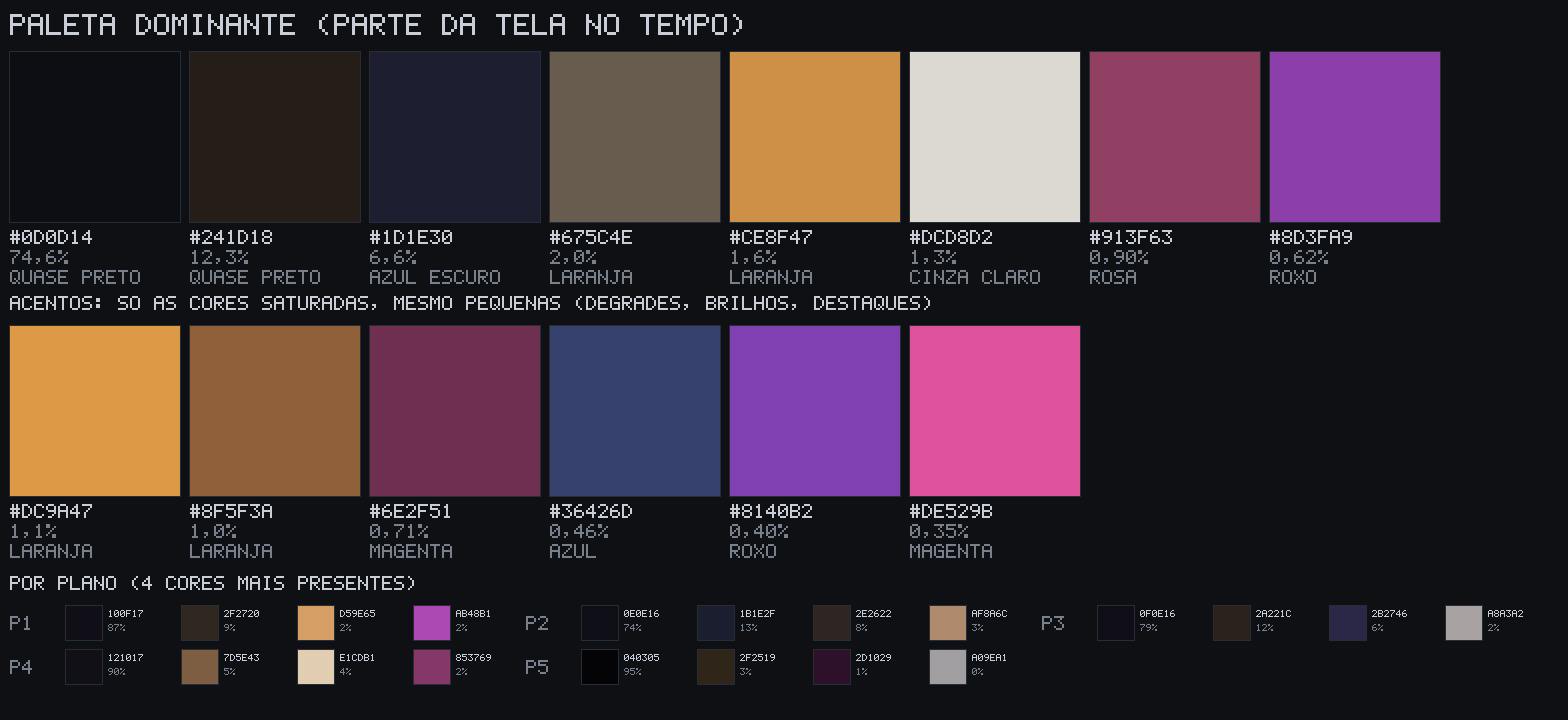 PALETA DOMINANTE (PARTE DA TELA NO TEMPO)
#0D0D14 #241D18 #1D1E30 #675C4E #CE8F47 #DCD8D2 #913F63 #8D3FA9
74,6% 12,3% 6,6% 2,0% 1,6% 1,3% 0,90% 0,62%
QUASE PRETO QUASE PRETO AZUL ESCURO LARANJA LARANJA CINZA CLARO ROSA ROXO
ACENTOS: SO AS CORES SATURADAS, MESMO PEQUENAS (DEGRADES, BRILHOS, DESTAQUES)
#DC9A47 #8F5F3A #6E2F51 #36426D #8140B2 #DE529B
1,1% 1,0% 0,71% 0,46% 0,40% 0,35%
LARANJA LARANJA MAGENTA AZUL ROXO MAGENTA
POR PLANO (4 CORES MAIS PRESENTES)
P1 100F17 2F2720 D59E65 AB48B1 P2 0E0E16 1B1E2F 2E2622 AF8A6C P3 0F0E16 2A221C 2B2746 A8A3A2
87% 9% 2% 2% 74% 13% 8% 3% 79% 12% 6% 2%
P4 121017 7D5E43 E1CDB1 853769 P5 040305 2F2519 2D1029 A09EA1
90% 5% 4% 2% 95% 3% 1% 0%